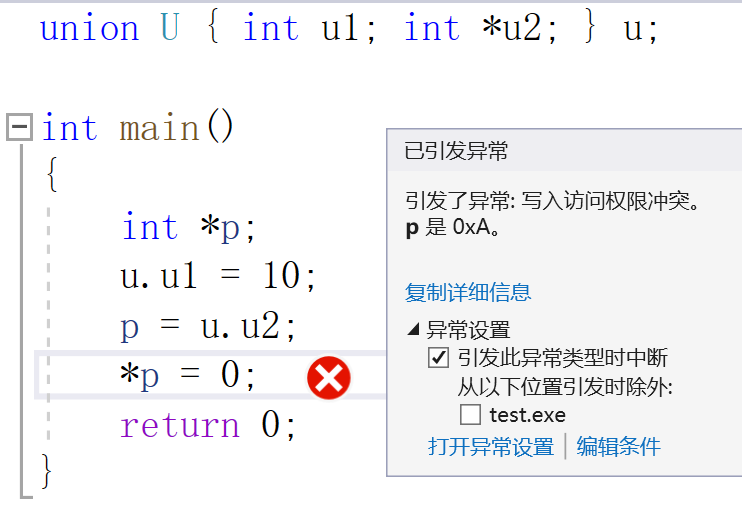 union U { int u1; int *u2; } u;
int main()
{
int *p;
u.u1 = 10;
p = u.u2;
*p = 0;
return 0;
}
已引发异常
引发了异常: 写入访问权限冲突。
p 是 0xA。
复制详细信息
异常设置
引发此异常类型时中断
从以下位置引发时除外:
test.exe
打开异常设置 | 编辑条件